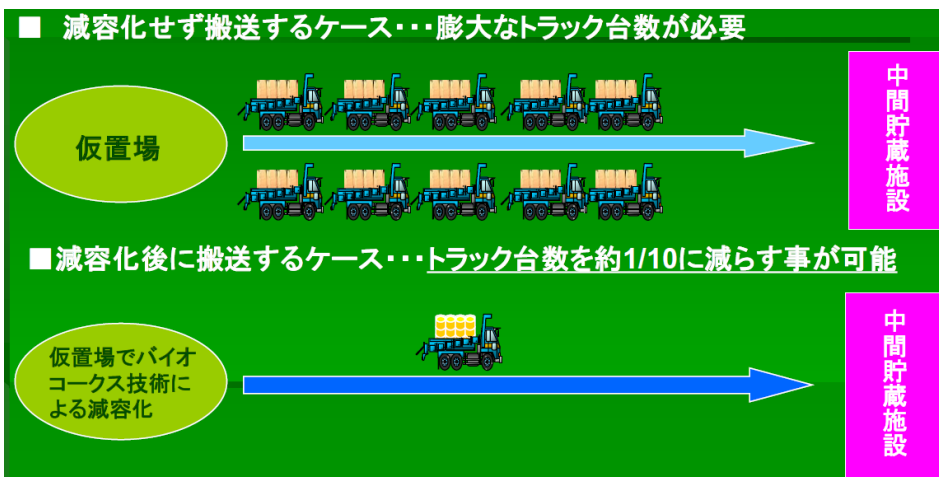 ■ 減容化せず搬送するケース・・・膨大なトラック台数が必要
仮置場
中間貯蔵施設
■減容化後に搬送するケース・・・トラック台数を約1/10に減らす事が可能
仮置場でバイオ
コークス技術に
よる減容化
中間貯蔵施設